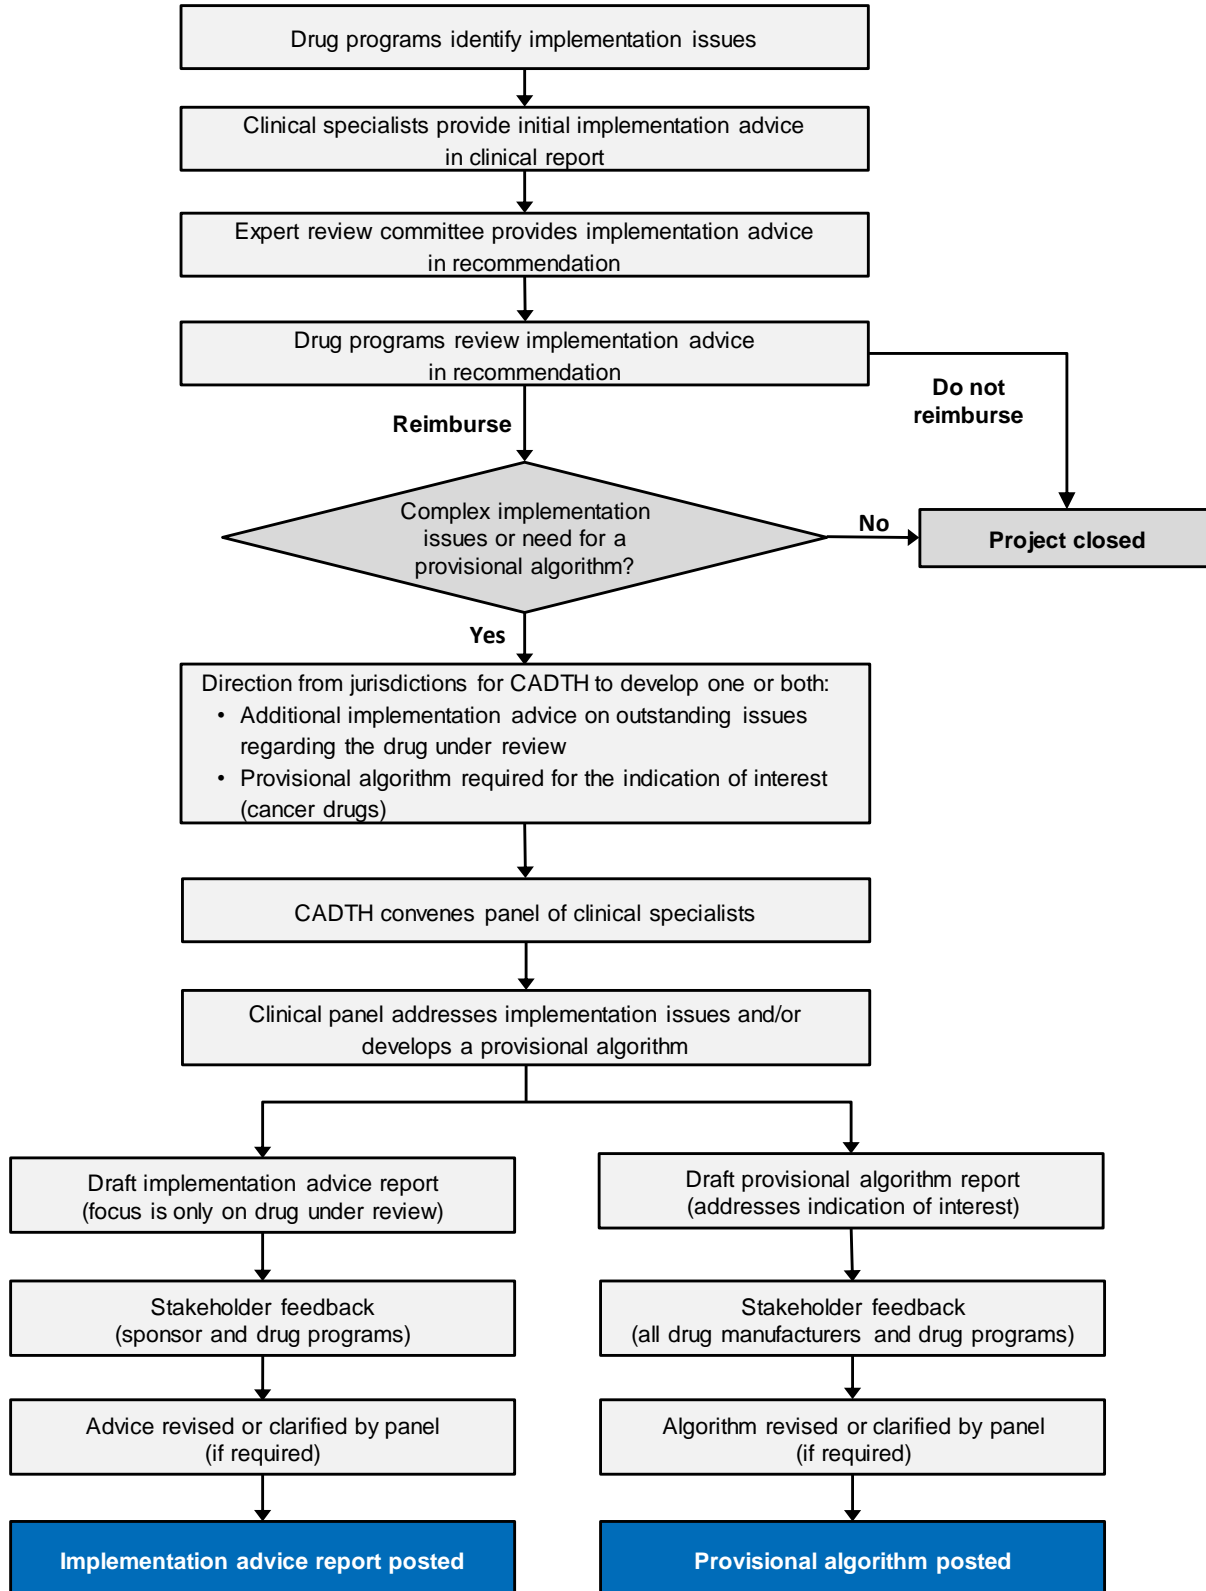 Drug programs identify implementation issues
Clinical specialists provide initial implementation advice
in clinical report
Expert review committee provides implementation advice
in recommendation
Drug programs review implementation advice
in recommendation
Do not
reimburse
Reimburse
Complex implementation
issues or need for a
provisional algorithm?
No
Project closed
Yes
Direction from jurisdictions for CADTH to develop one or both:
• Additional implementation advice on outstanding issues
regarding the drug under review
• Provisional algorithm required for the indication of interest
(cancer drugs)
CADTH convenes panel of clinical specialists
Clinical panel addresses implementation issues and/or
develops a provisional algorithm
Draft implementation advice report
(focus is only on drug under review)
Draft provisional algorithm report
(addresses indication of interest)
Stakeholder feedback
(sponsor and drug programs)
Stakeholder feedback
(all drug manufacturers and drug programs)
Advice revised or clarified by panel
(if required)
Algorithm revised or clarified by panel
(if required)
Implementation advice report posted
Provisional algorithm posted